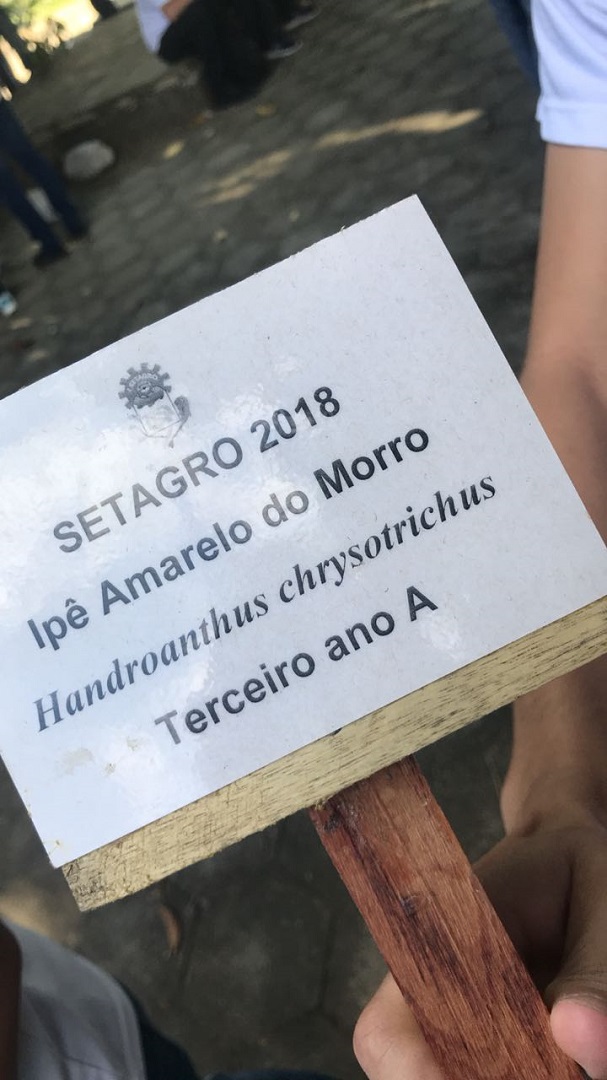 SETAGRO 2018
Ipê Amarelo do Morro
Handroanthus chrysotrichus
Terceiro ano A